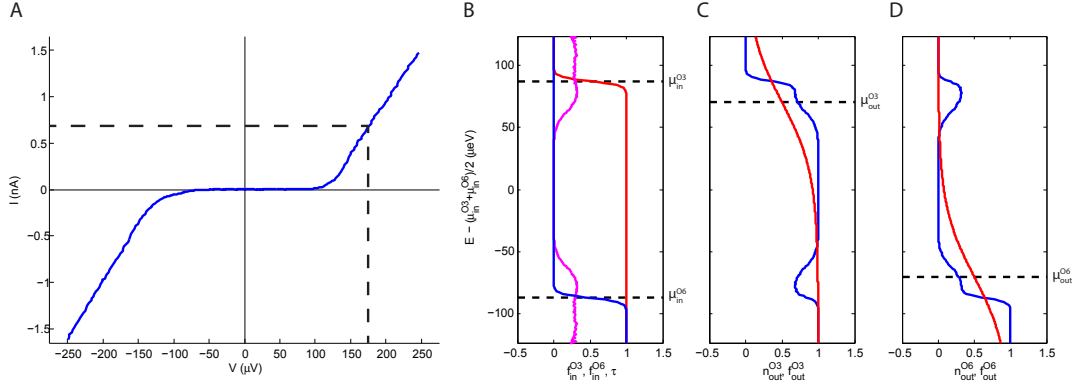 A
B
C
D
1.5
1
0.5
0
−0.5
−1
−1.5
I (nA)
−250 −200 −150 −100 −50 0 50 100 150 200 250
V (μV)
100
50
0
−50
−100
E − (μ_in^O3+μ_in^O6)/2 (μeV)
μ_in^O3
μ_in^O6
−0.5 0 0.5 1 1.5
f_in^O3, f_in^O6, τ
μ_out^O3
−0.5 0 0.5 1 1.5
n_out^O3, f_out^O3
μ_out^O6
−0.5 0 0.5 1 1.5
n_out^O6, f_out^O6